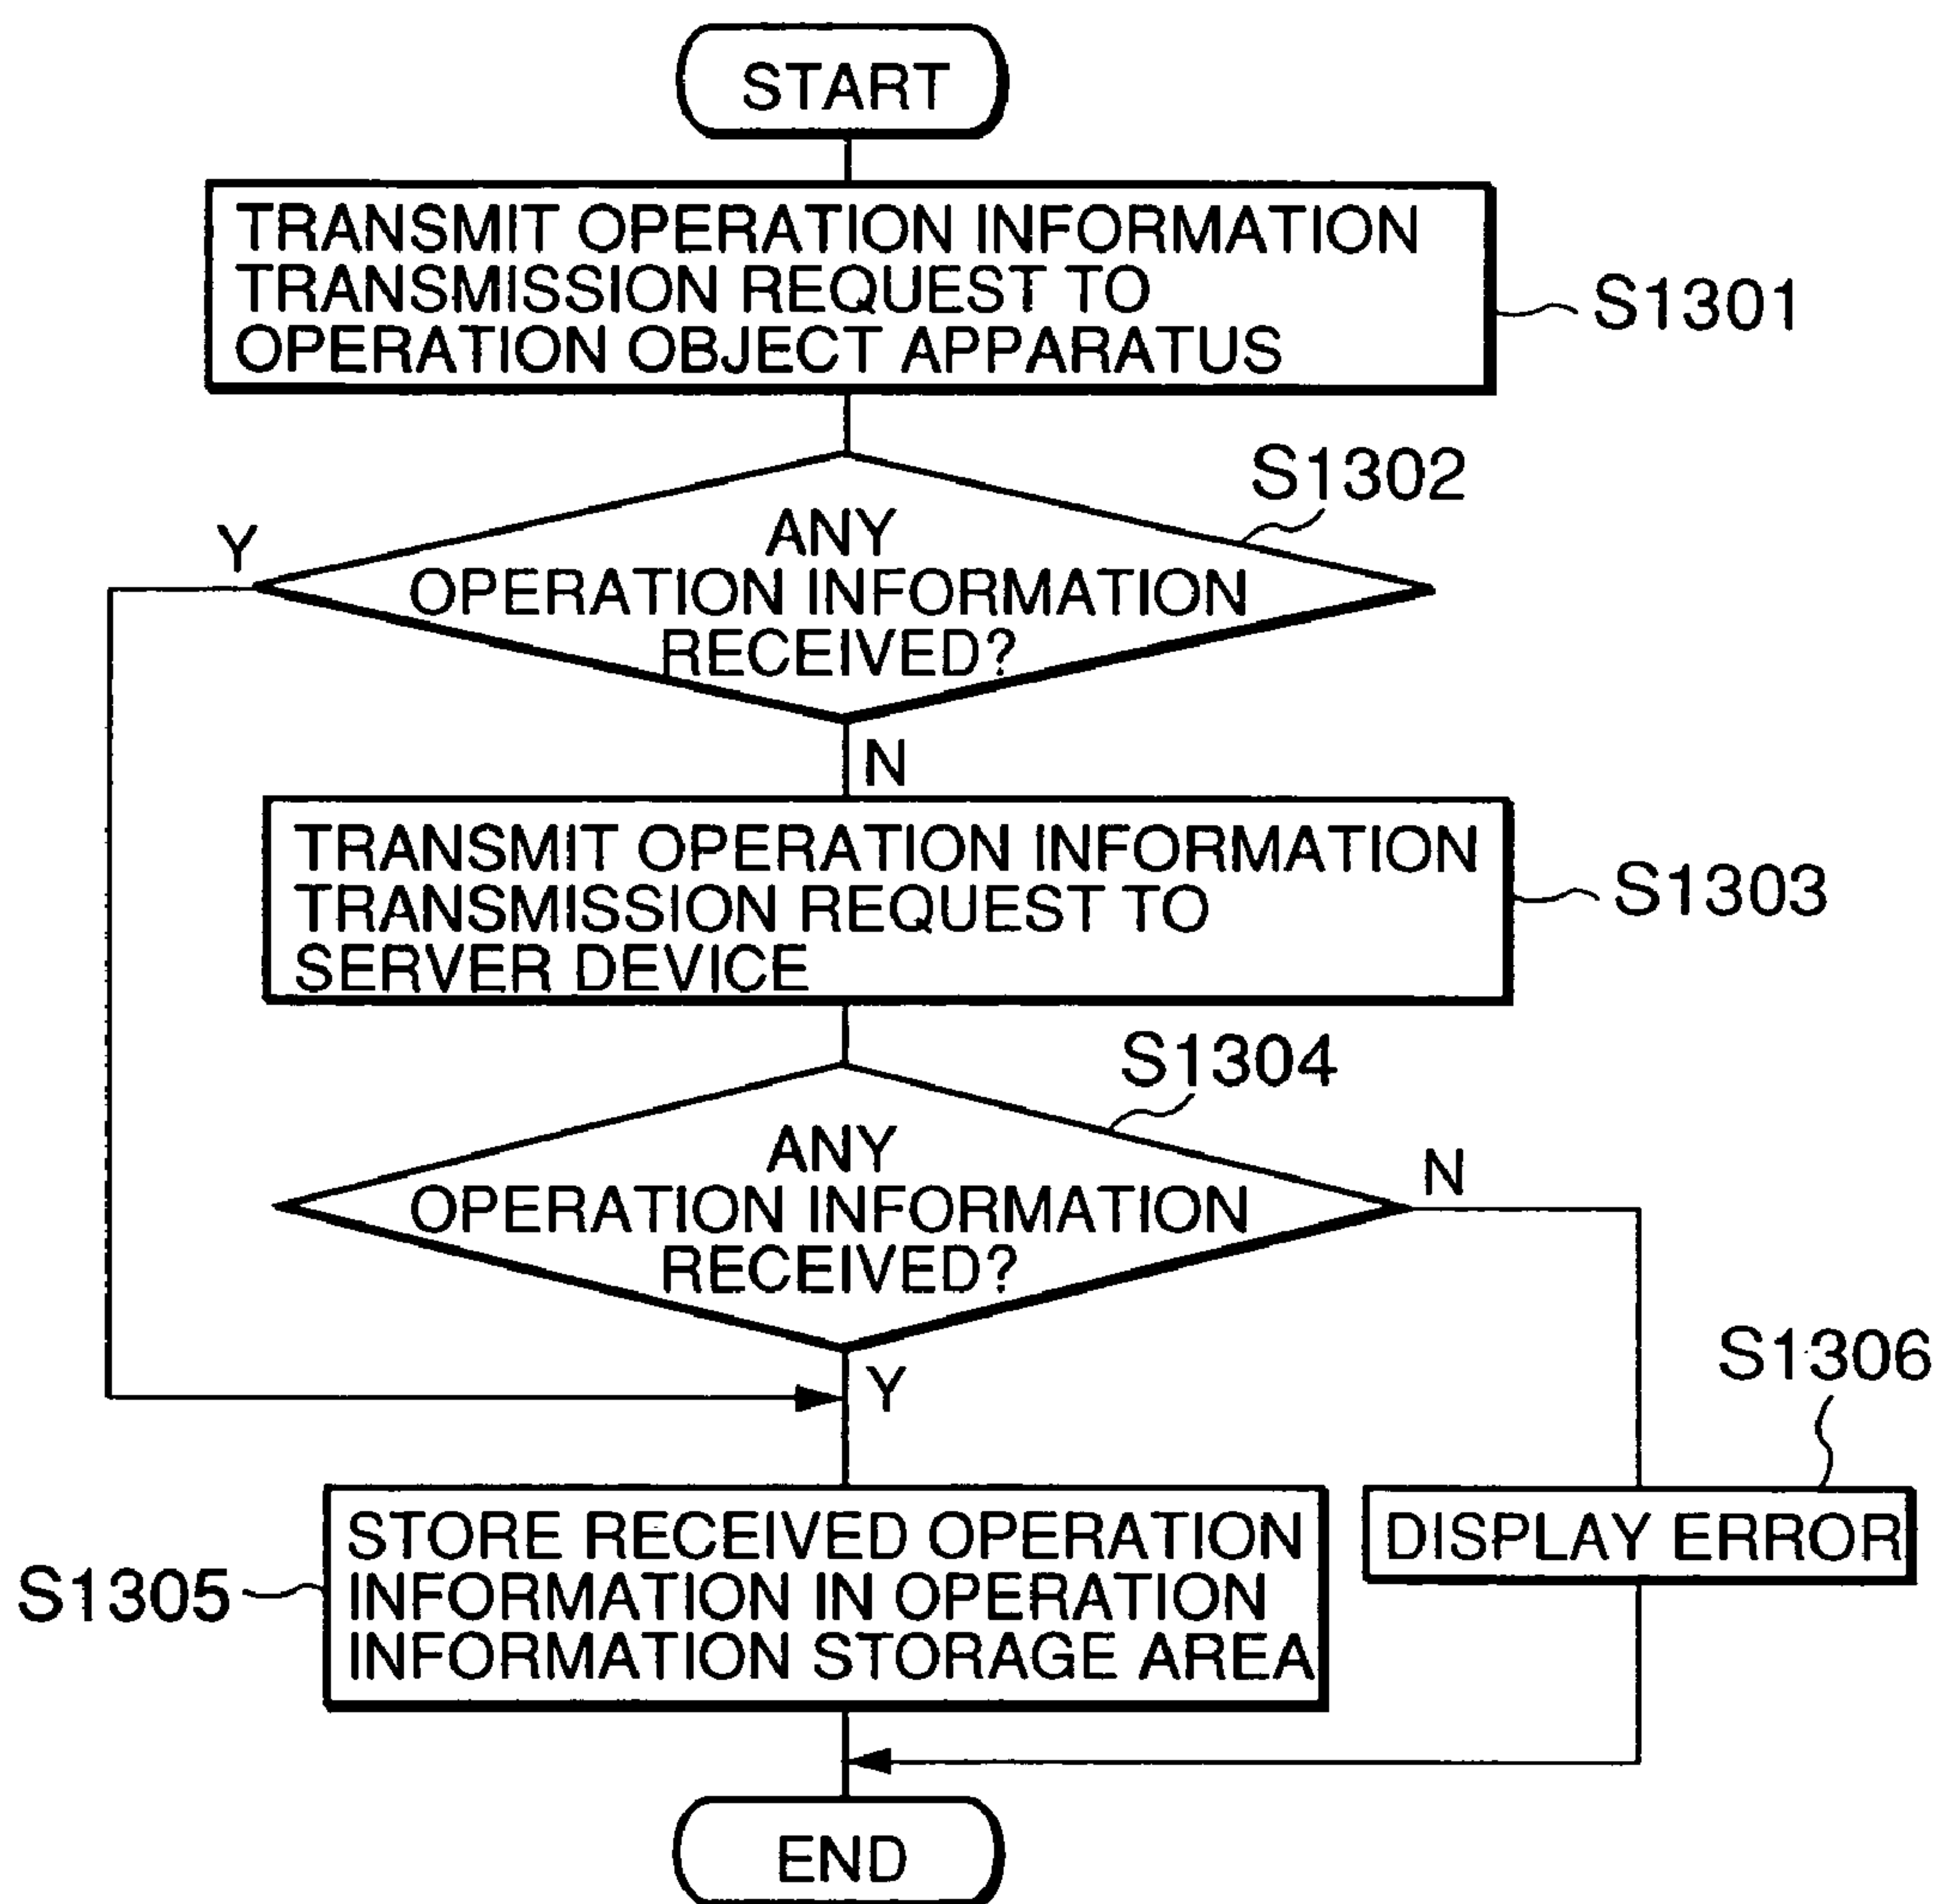 START
TRANSMIT OPERATION INFORMATION
TRANSMISSION REQUEST TO
OPERATION OBJECT APPARATUS
S1301
S1302
Y
ANY
OPERATION INFORMATION
RECEIVED?
N
TRANSMIT OPERATION INFORMATION
TRANSMISSION REQUEST TO
SERVER DEVICE
S1303
S1304
ANY
OPERATION INFORMATION
RECEIVED?
N
Y
S1306
STORE RECEIVED OPERATION
INFORMATION IN OPERATION
INFORMATION STORAGE AREA
S1305
DISPLAY ERROR
END